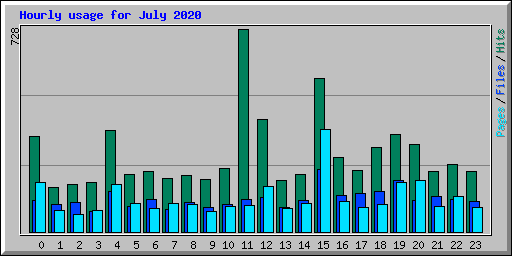 Hourly usage for July 2020
728
Pages / Files / Hits
0 1 2 3 4 5 6 7 8 9 10 11 12 13 14 15 16 17 18 19 20 21 22 23